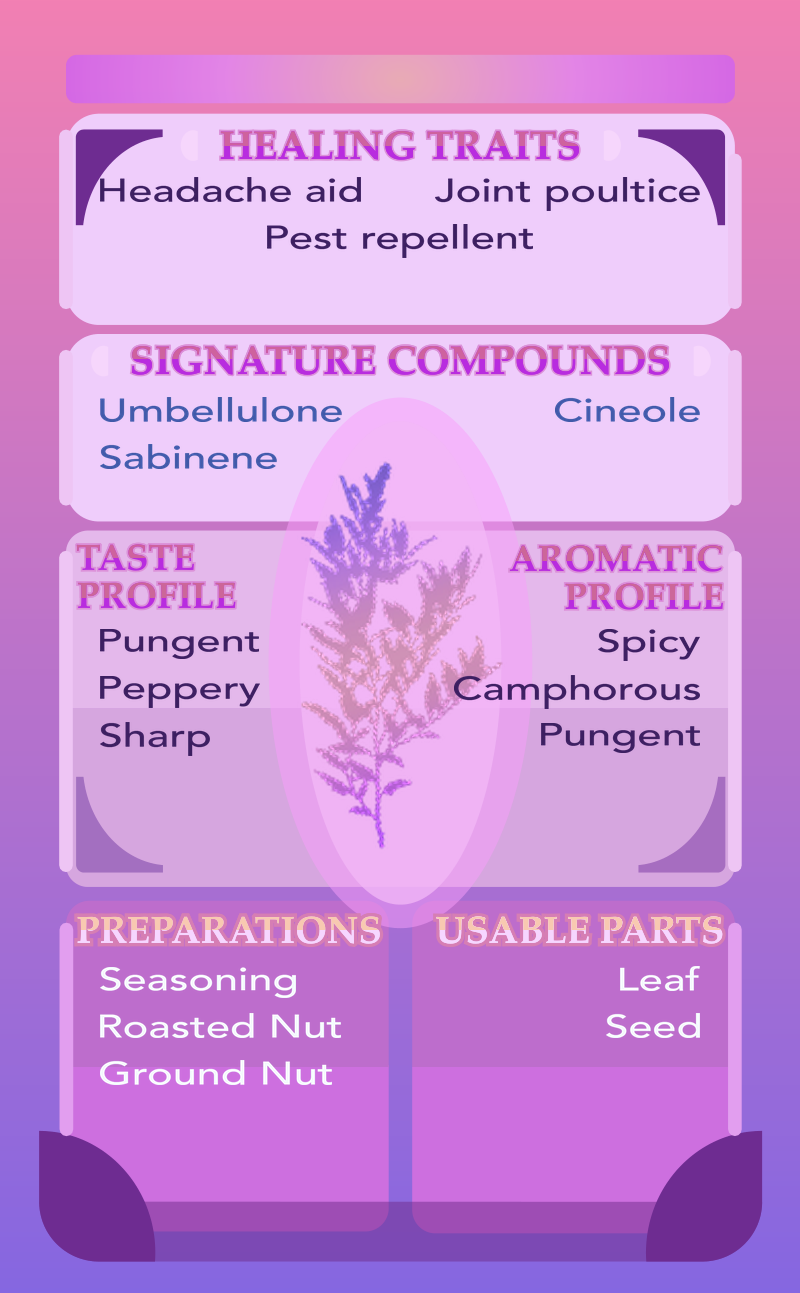 HEALING TRAITS
Headache aid Joint poultice
Pest repellent
SIGNATURE COMPOUNDS
Umbellulone Cineole
Sabinene
TASTE
PROFILE
Pungent
Peppery
Sharp
AROMATIC
PROFILE
Spicy
Camphorous
Pungent
PREPARATIONS
Seasoning
Roasted Nut
Ground Nut
USABLE PARTS
Leaf
Seed